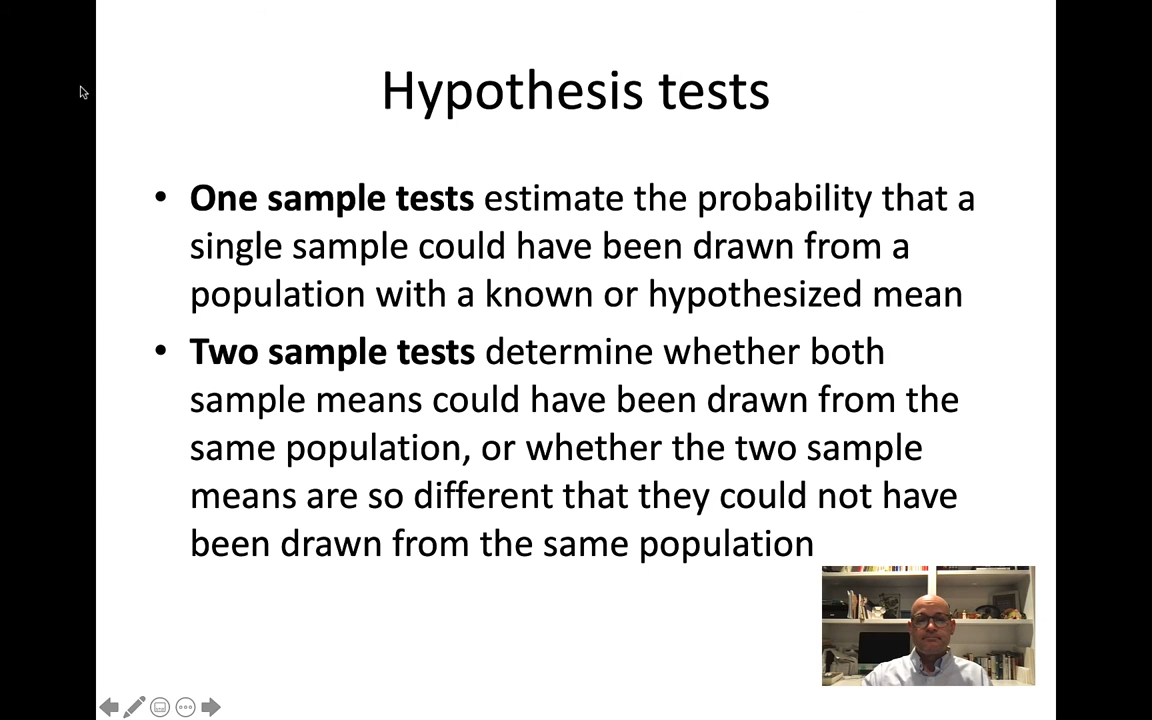 Hypothesis tests
• One sample tests estimate the probability that a
single sample could have been drawn from a
population with a known or hypothesized mean
• Two sample tests determine whether both
sample means could have been drawn from the
same population, or whether the two sample
means are so different that they could not have
been drawn from the same population